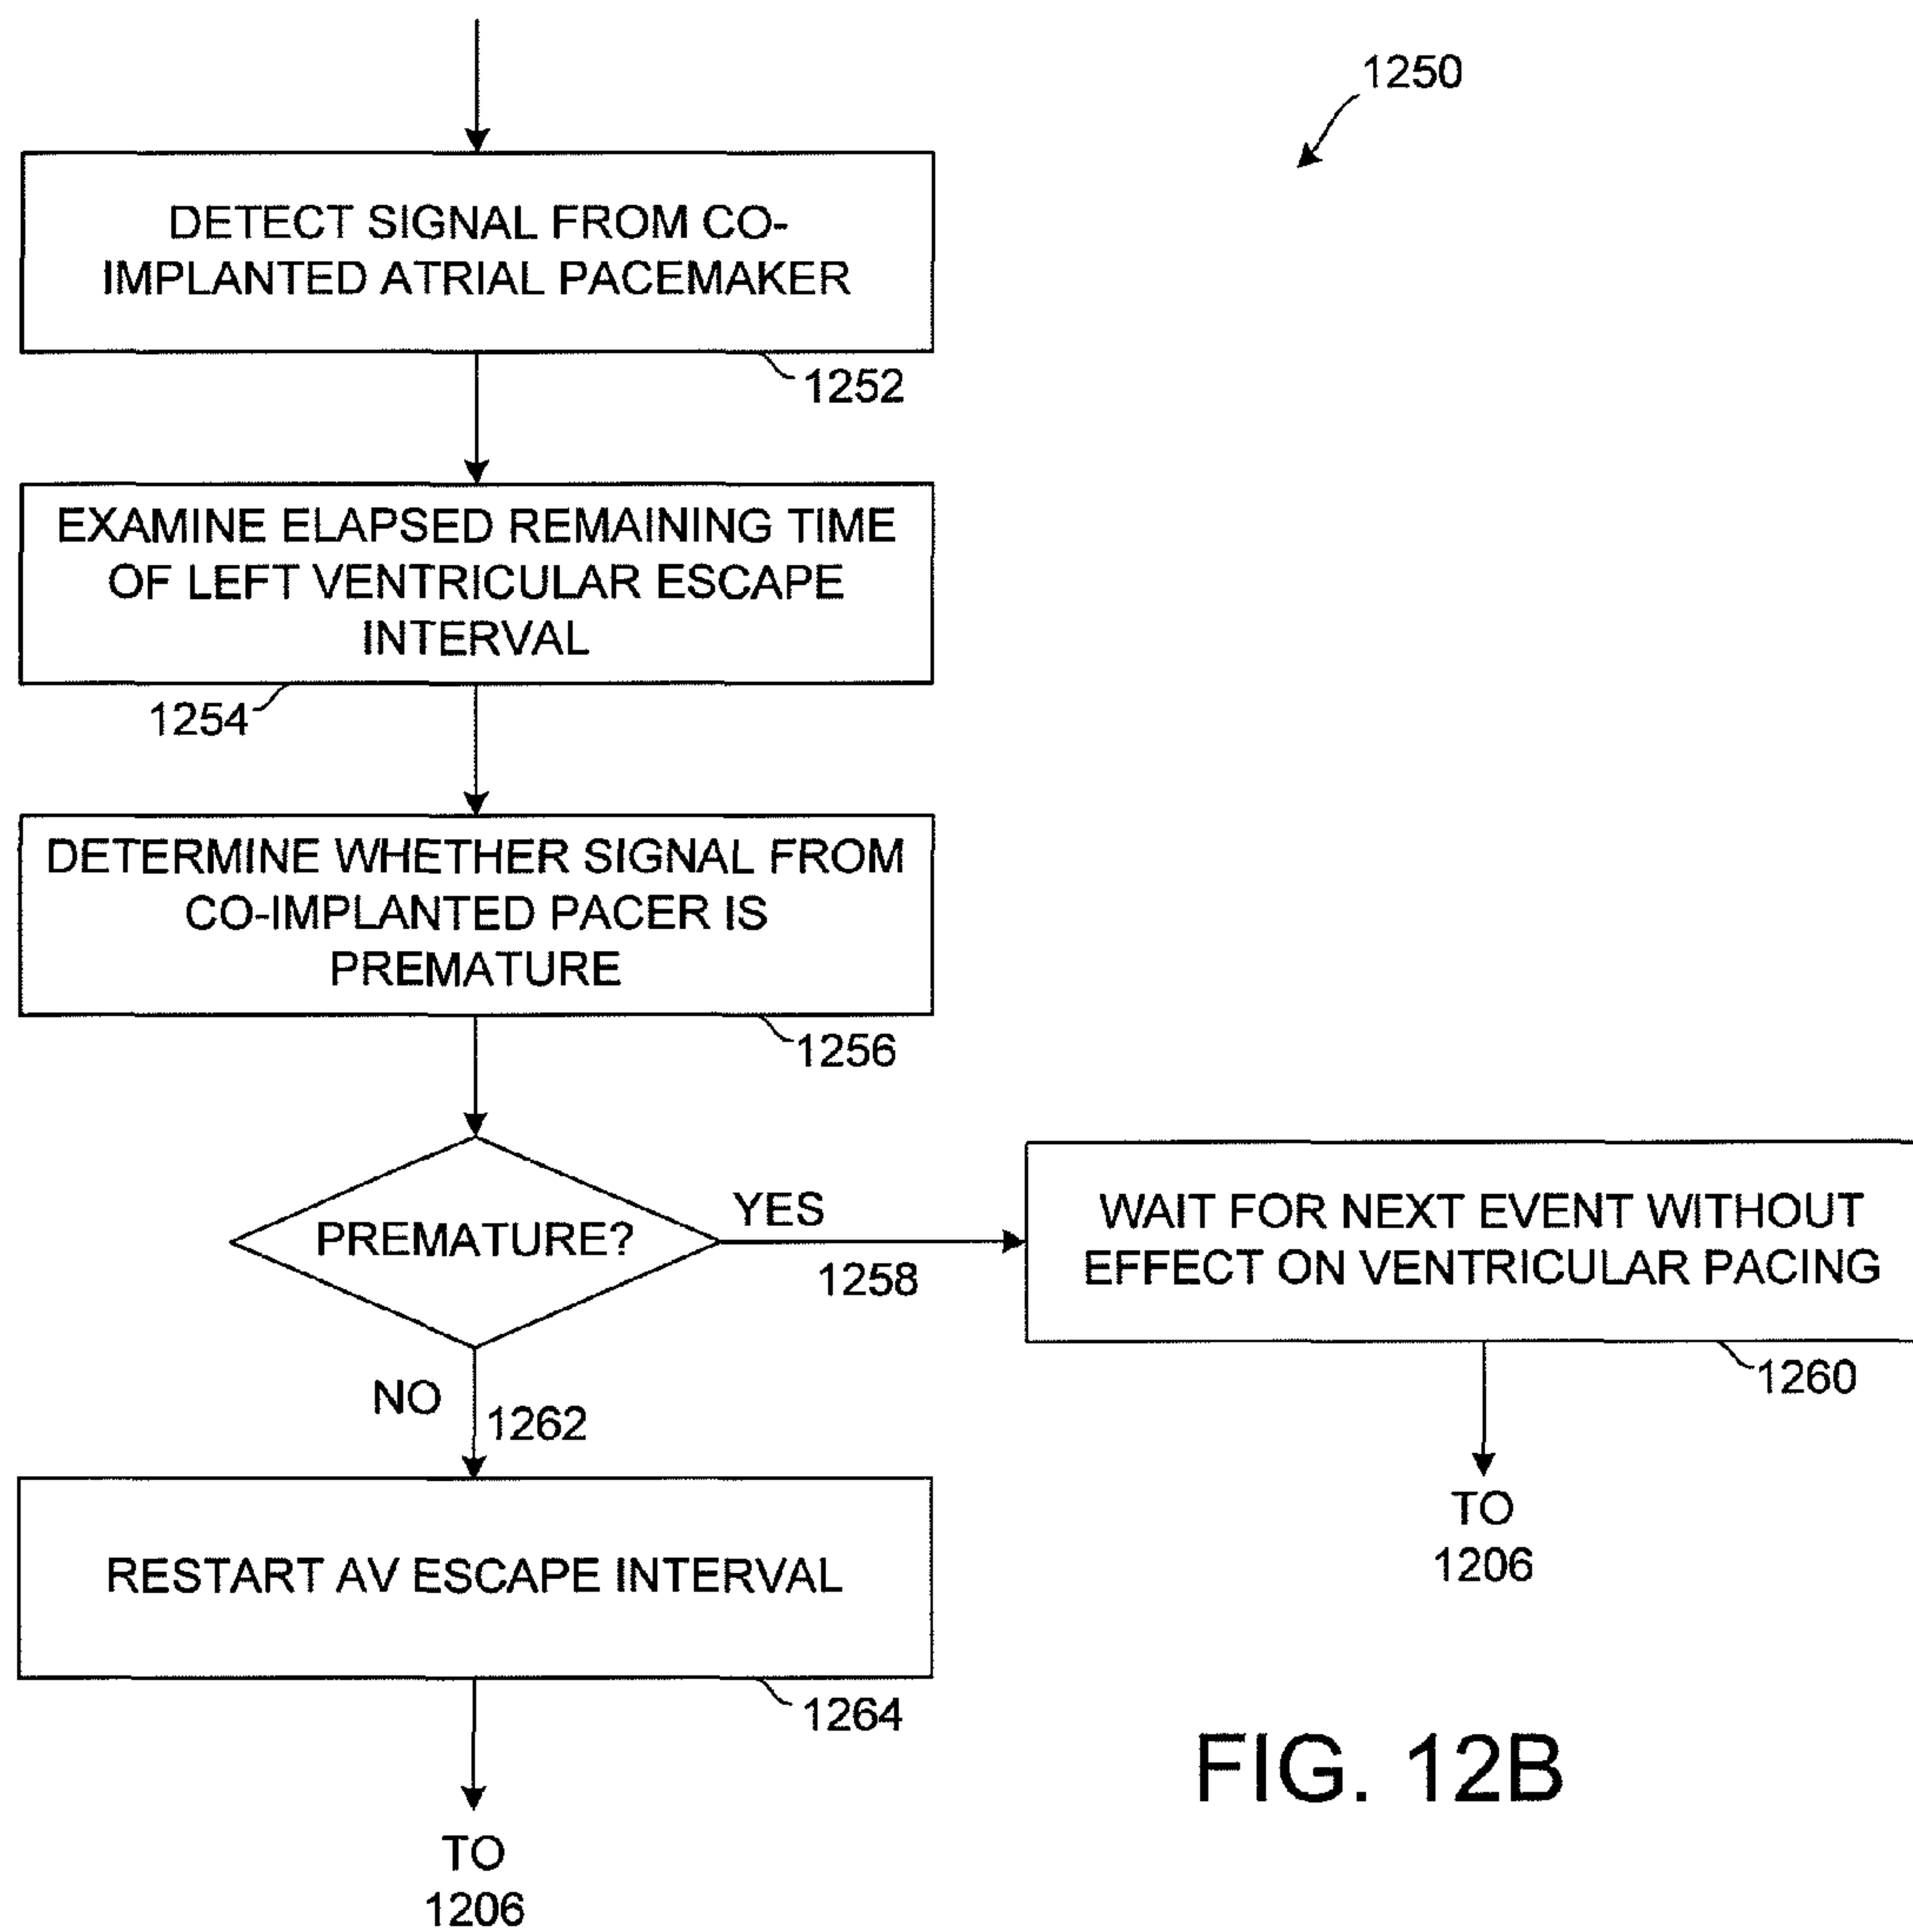 1250
DETECT SIGNAL FROM CO-
IMPLANTED ATRIAL PACEMAKER
1252
EXAMINE ELAPSED REMAINING TIME
OF LEFT VENTRICULAR ESCAPE
INTERVAL
1254
DETERMINE WHETHER SIGNAL FROM
CO-IMPLANTED PACER IS
PREMATURE
1256
PREMATURE?
YES
1258
WAIT FOR NEXT EVENT WITHOUT
EFFECT ON VENTRICULAR PACING
1260
TO
1206
NO
1262
RESTART AV ESCAPE INTERVAL
1264
TO
1206
FIG. 12B